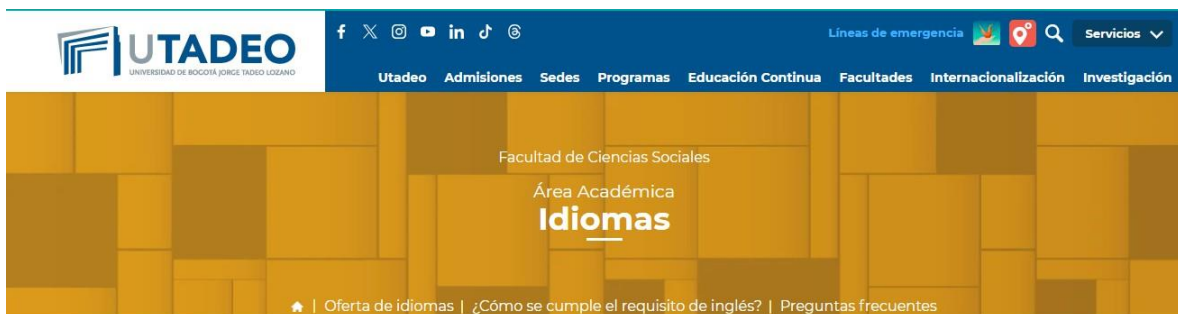 UTADEO
UNIVERSIDAD DE BOGOTÁ JORGE TADEO LOZANO
Líneas de emergencia
Servicios
Utadeo Admisiones Sedes Programas Educación Continua Facultades Internacionalización Investigación
Facultad de Ciencias Sociales
Área Académica
Idiomas
| Oferta de idiomas | ¿Cómo se cumple el requisito de inglés? | Preguntas frecuentes